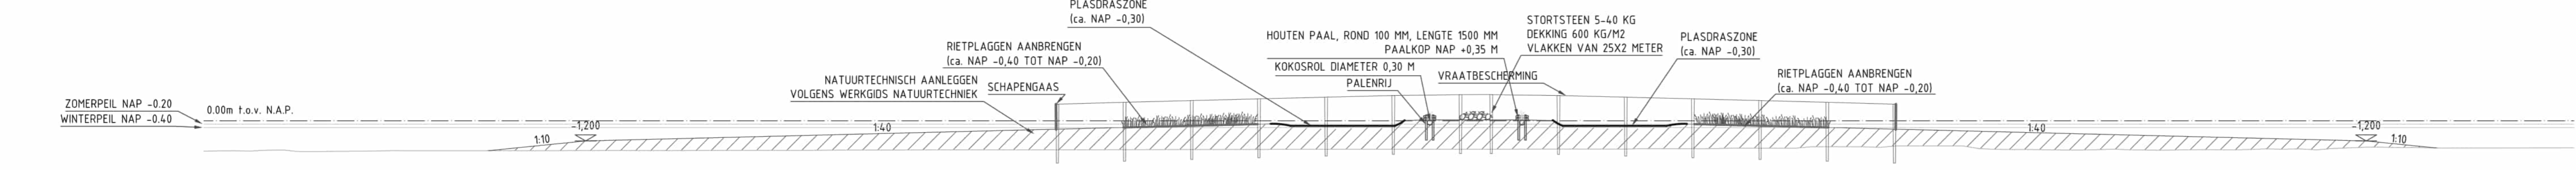 PLASDRASZONE
(ca. NAP -0,30)
STORTSTEEN 5-40 KG
DEKKING 600 KG/M2
VLAKKEN VAN 25X2 METER
HOUTEN PAAL, ROND 100 MM, LENGTE 1500 MM
PAALKOP NAP +0,35 M
PLASDRASZONE
(ca. NAP -0,30)
RIETPLAGGEN AANBRENGEN
(ca. NAP -0,40 TOT NAP -0,20)
KOKOSROL DIAMETER 0,30 M
VRAATBESCHERMING
PALENRIJ
RIETPLAGGEN AANBRENGEN
(ca. NAP -0,40 TOT NAP -0,20)
NATUURTECHNISCH AANLEGGEN
VOLGENS WERKGIDS NATUURTECHNIEK
SCHAPENGAAS
ZOMERPEIL NAP -0.20
WINTERPEIL NAP -0.40
0.00m t.o.v. N.A.P.
-1,200
1:10
1:40
1:40
-1,200
1:10